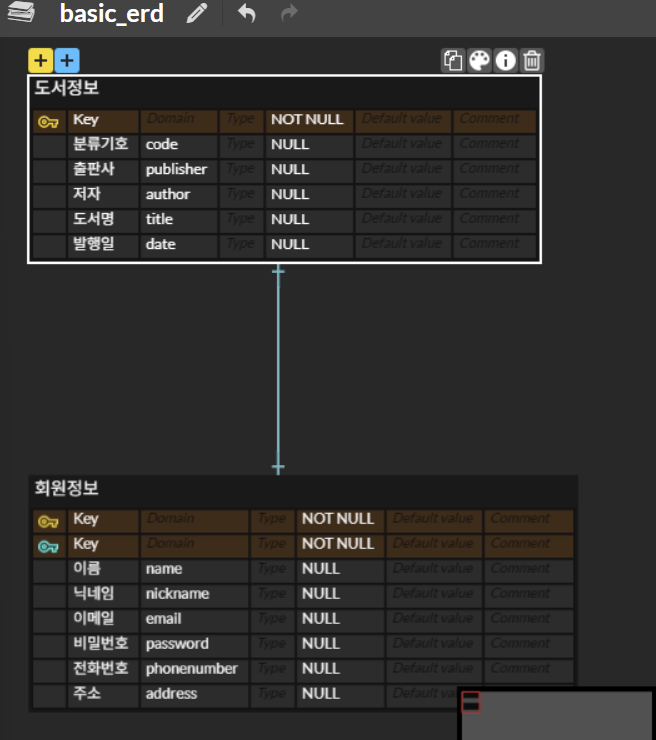 basic_erd
도서정보
Key Domain Type NOT NULL Default value Comment
분류기호 code Type NULL Default value Comment
출판사 publisher Type NULL Default value Comment
저자 author Type NULL Default value Comment
도서명 title Type NULL Default value Comment
발행일 date Type NULL Default value Comment
회원정보
Key Domain Type NOT NULL Default value Comment
Key Domain Type NOT NULL Default value Comment
이름 name Type NULL Default value Comment
닉네임 nickname Type NULL Default value Comment
이메일 email Type NULL Default value Comment
비밀번호 password Type NULL Default value Comment
전화번호 phonenumber Type NULL Default value Comment
주소 address Type NULL Default